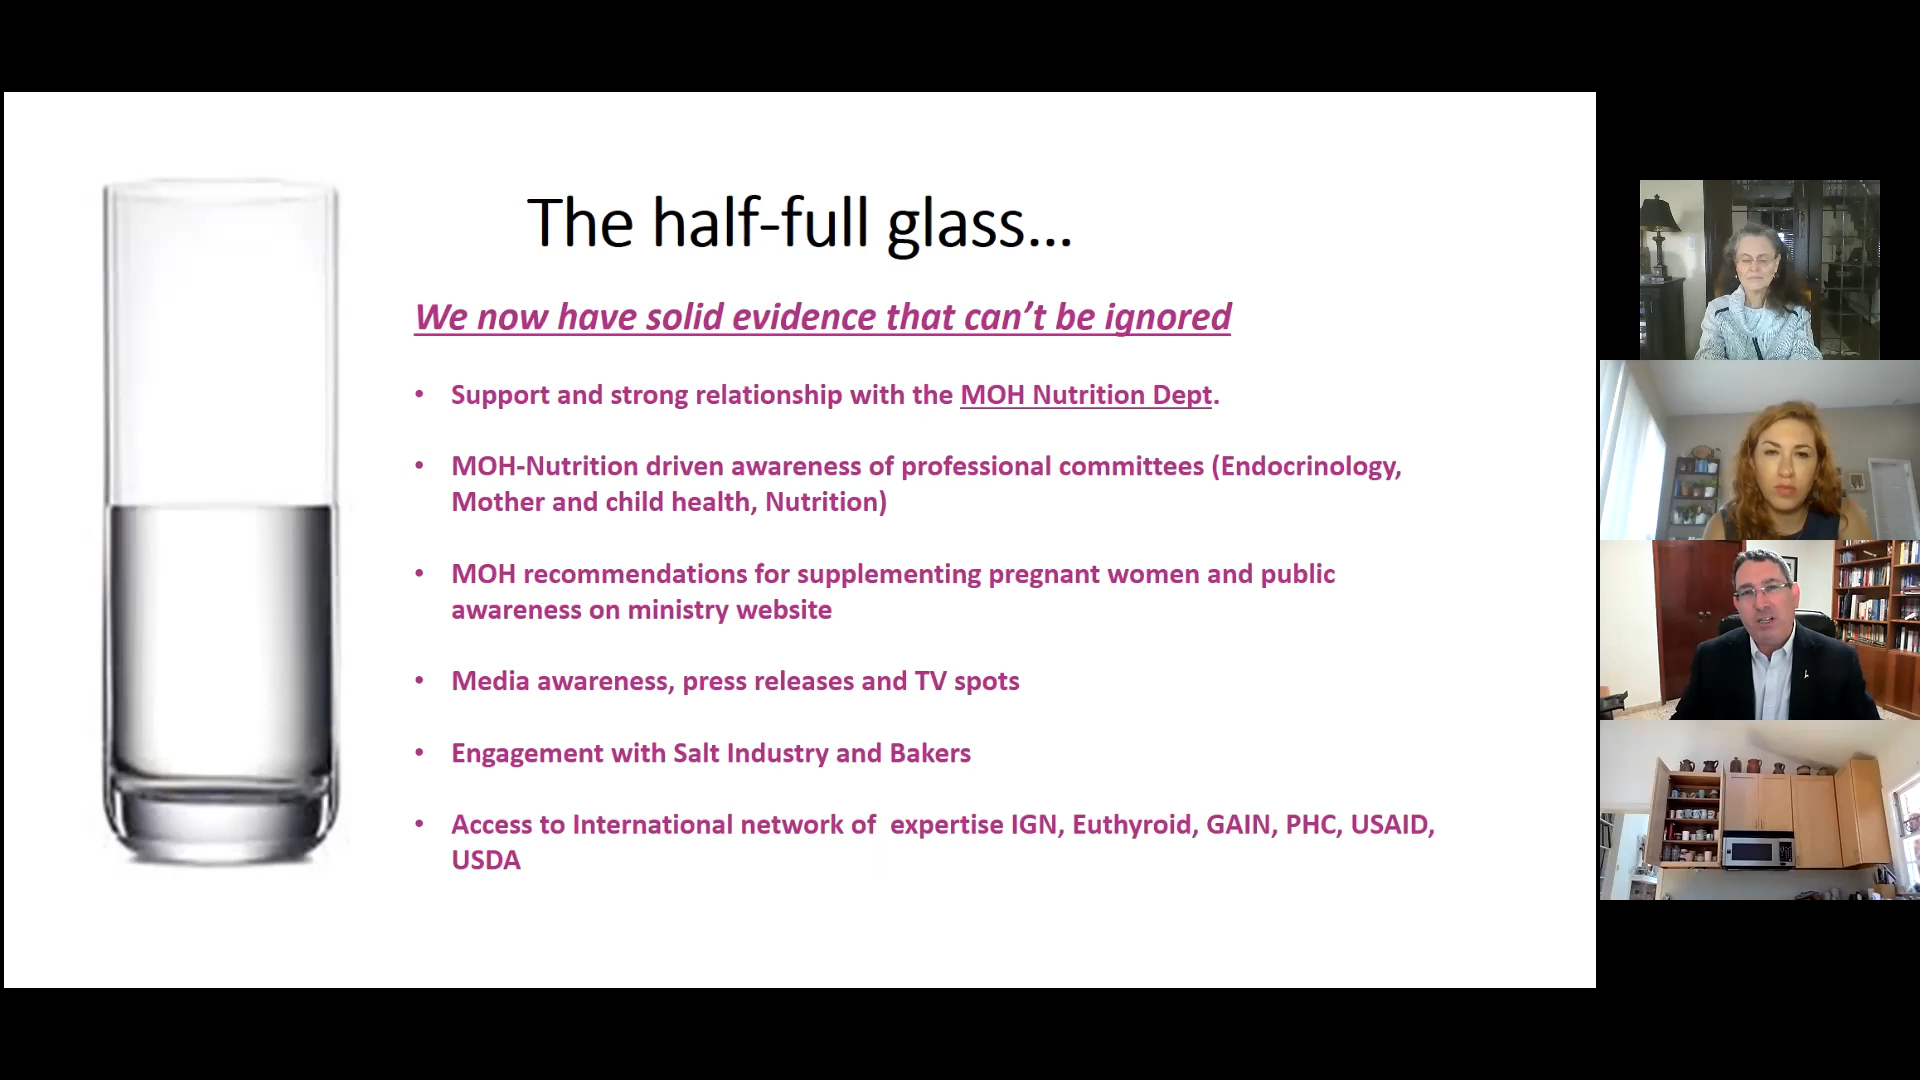 The half-full glass...
We now have solid evidence that can't be ignored
• Support and strong relationship with the MOH Nutrition Dept.
• MOH-Nutrition driven awareness of professional committees (Endocrinology,
Mother and child health, Nutrition)
• MOH recommendations for supplementing pregnant women and public
awareness on ministry website
• Media awareness, press releases and TV spots
• Engagement with Salt Industry and Bakers
• Access to International network of  expertise IGN, Euthyroid, GAIN, PHC, USAID,
USDA